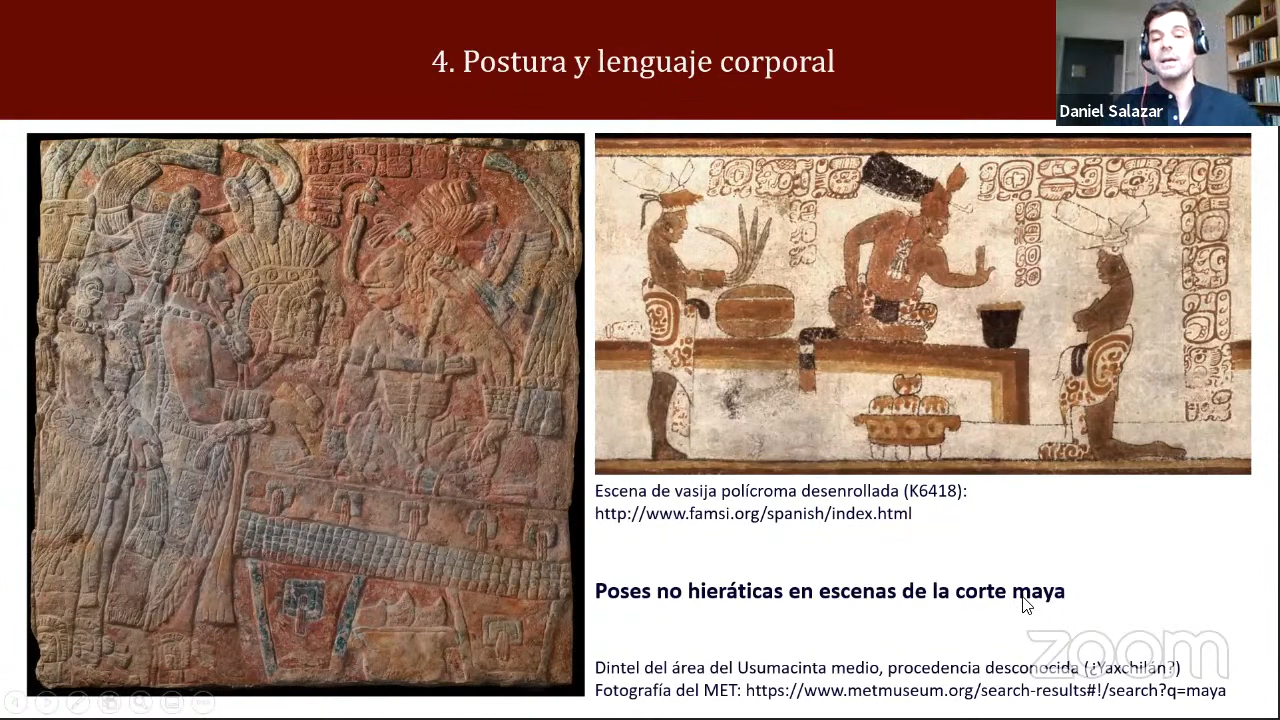 4. Postura y lenguaje corporal
Daniel Salazar
Escena de vasija polícroma desenrollada (K6418):
http://www.famsi.org/spanish/index.html
Poses no hieráticas en escenas de la corte maya
zoom
Dintel del área del Usumacinta medio, procedencia desconocida (¿Yaxchilán?)
Fotografía del MET: https://www.metmuseum.org/search-results#!/search?q=maya